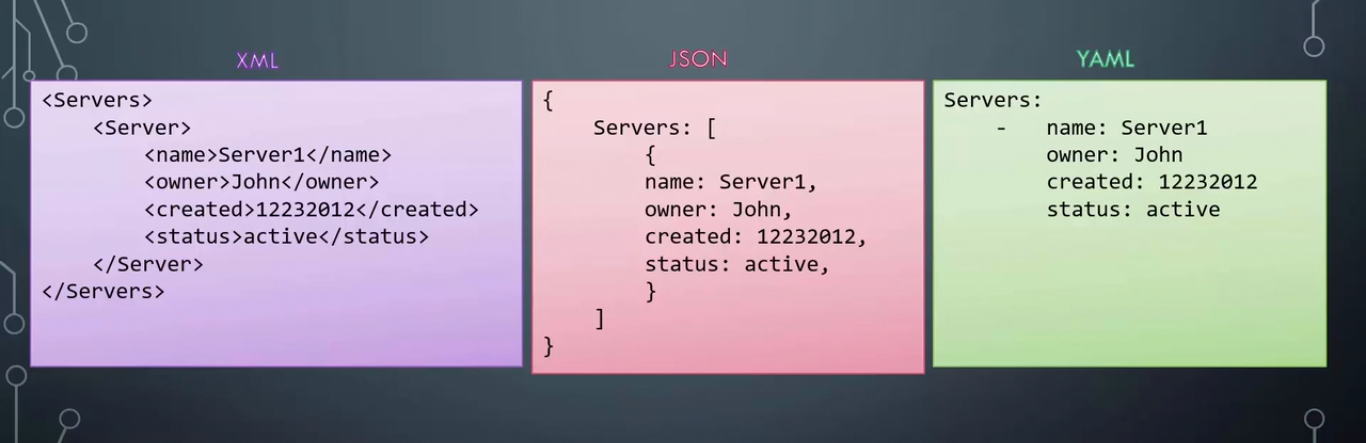 XML
<Servers>
<Server>
<name>Server1</name>
<owner>John</owner>
<created>12232012</created>
<status>active</status>
</Server>
</Servers>
JSON
{
Servers: [
{
name: Server1,
owner: John,
created: 12232012,
status: active,
}
]
}
YAML
Servers:
- name: Server1
owner: John
created: 12232012
status: active